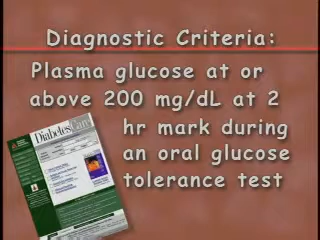 Diagnostic Criteria:
Plasma glucose at or
above 200 mg/dL at 2
hr mark during
an oral glucose
tolerance test
DiabetesCare